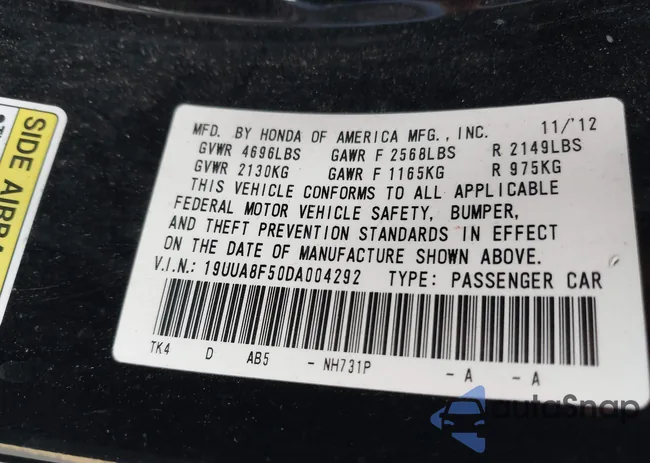 SIDE AIRBA
MFD. BY HONDA OF AMERICA MFG., INC. 11/'12
GVWR 4696LBS GAWR F 2568LBS R 2149LBS
GVWR 2130KG GAWR F 1165KG R 975KG
THIS VEHICLE CONFORMS TO ALL APPLICABLE
FEDERAL MOTOR VEHICLE SAFETY, BUMPER,
AND THEFT PREVENTION STANDARDS IN EFFECT
ON THE DATE OF MANUFACTURE SHOWN ABOVE.
V.I.N.: 19UUA8F50DA004292 TYPE: PASSENGER CAR
TK4 D AB5 - NH731P - A - A
autoSnap